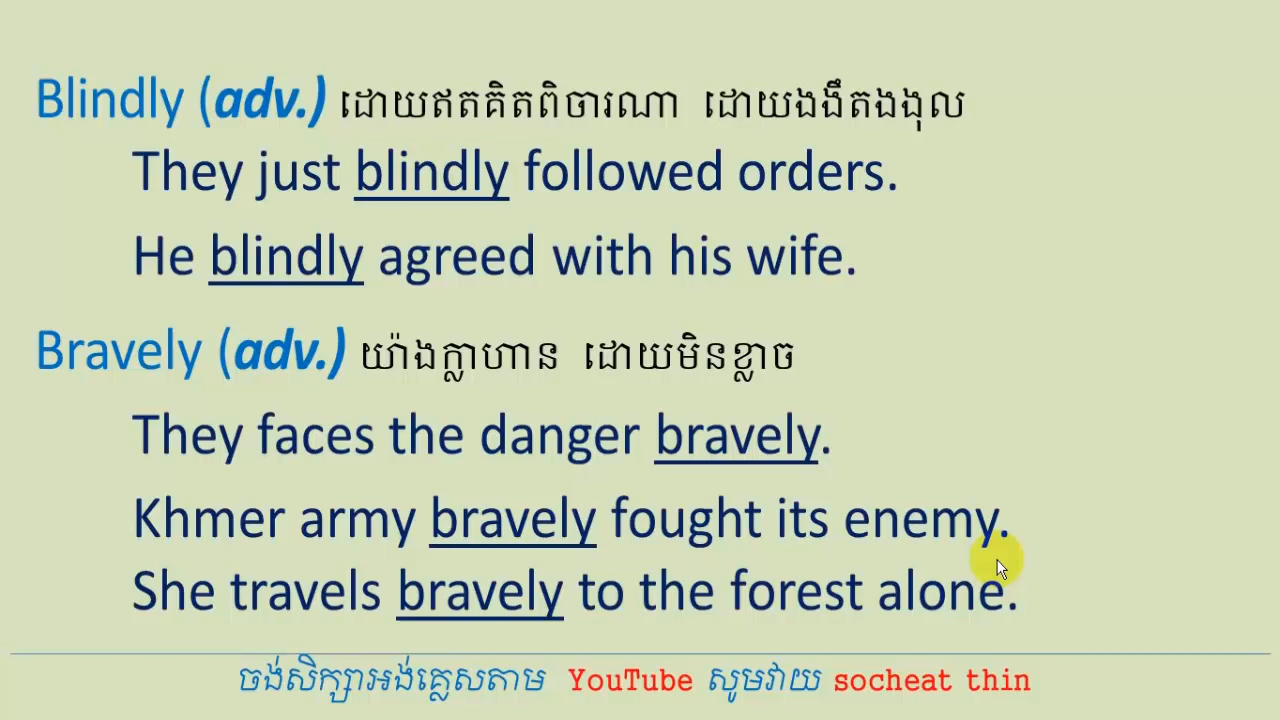 Blindly (adv.) ដោយឥតគិតពិចារណា ដោយងងឹតងងុល
They just blindly followed orders.
He blindly agreed with his wife.
Bravely (adv.) យ៉ាងក្លាហាន ដោយមិនខ្លាច
They faces the danger bravely.
Khmer army bravely fought its enemy.
She travels bravely to the forest alone.
ចង់សិក្សាអង់គ្លេសតាម YouTube សូមវាយ socheat thin